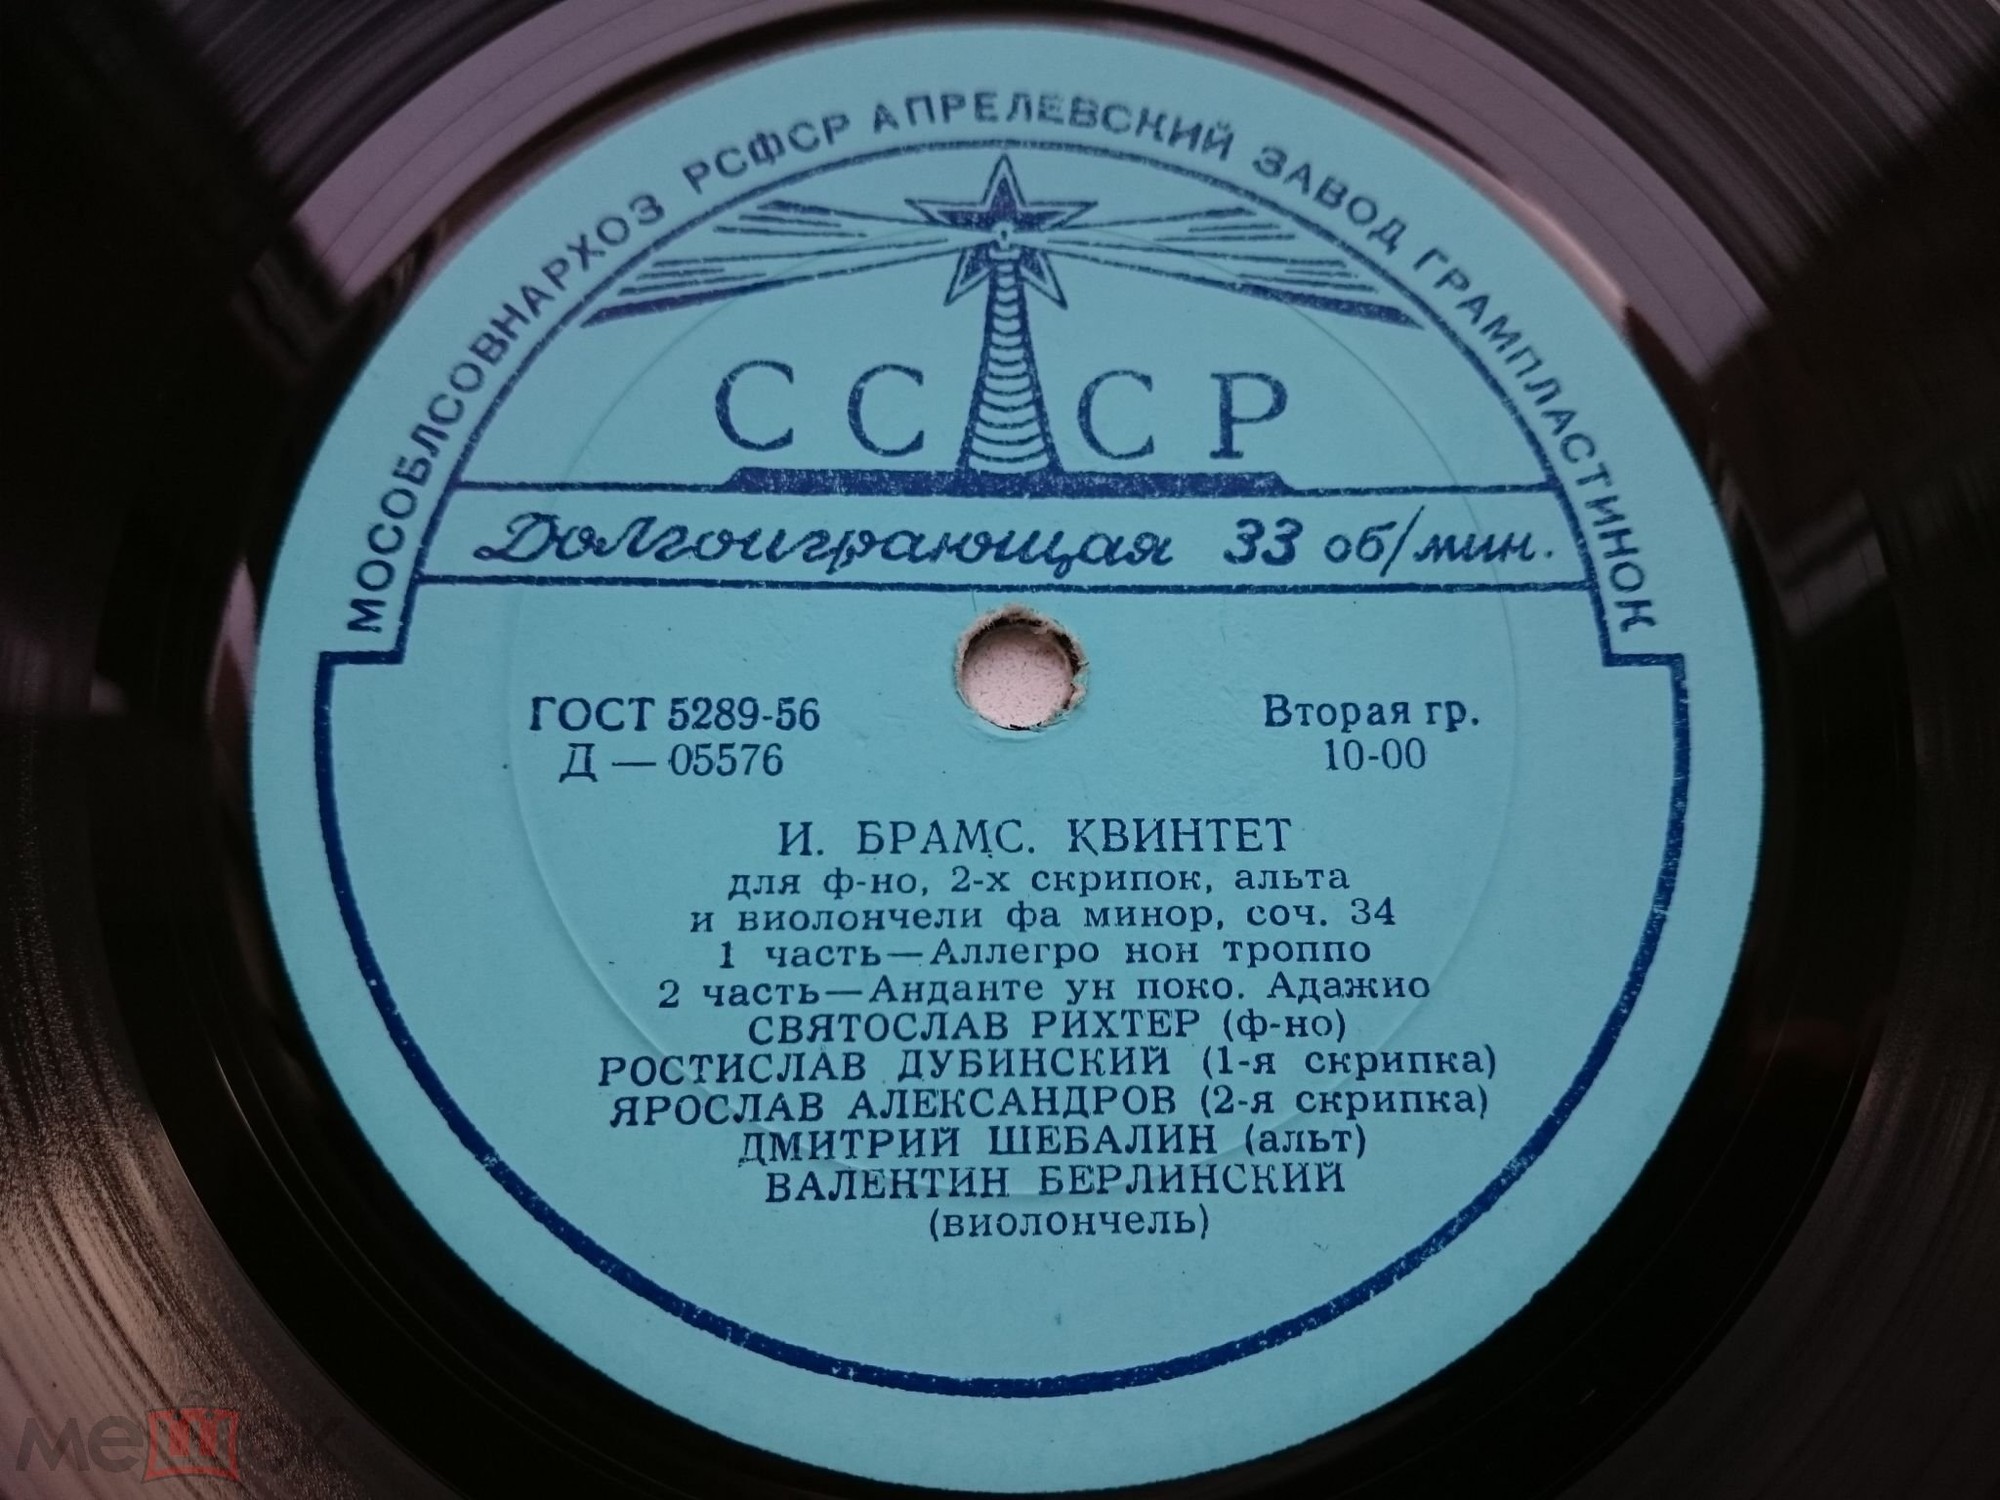 МОСОБЛСОВНАРХОЗ РСФСР АПРЕЛЕВСКИЙ ЗАВОД ГРАМПЛАСТИНОК
СССР
Долгоиграющая 33 об/мин.
ГОСТ 5289-56
Д — 05576
Вторая гр.
10-00
И. БРАМС. КВИНТЕТ
для ф-но, 2-х скрипок, альта
и виолончели фа минор, соч. 34
1 часть—Аллегро нон троппо
2 часть—Анданте ун поко. Адажио
СВЯТОСЛАВ РИХТЕР (ф-но)
РОСТИСЛАВ ДУБИНСКИЙ (1-я скрипка)
ЯРОСЛАВ АЛЕКСАНДРОВ (2-я скрипка)
ДМИТРИЙ ШЕБАЛИН (альт)
ВАЛЕНТИН БЕРЛИНСКИЙ
(виолончель)
мешок